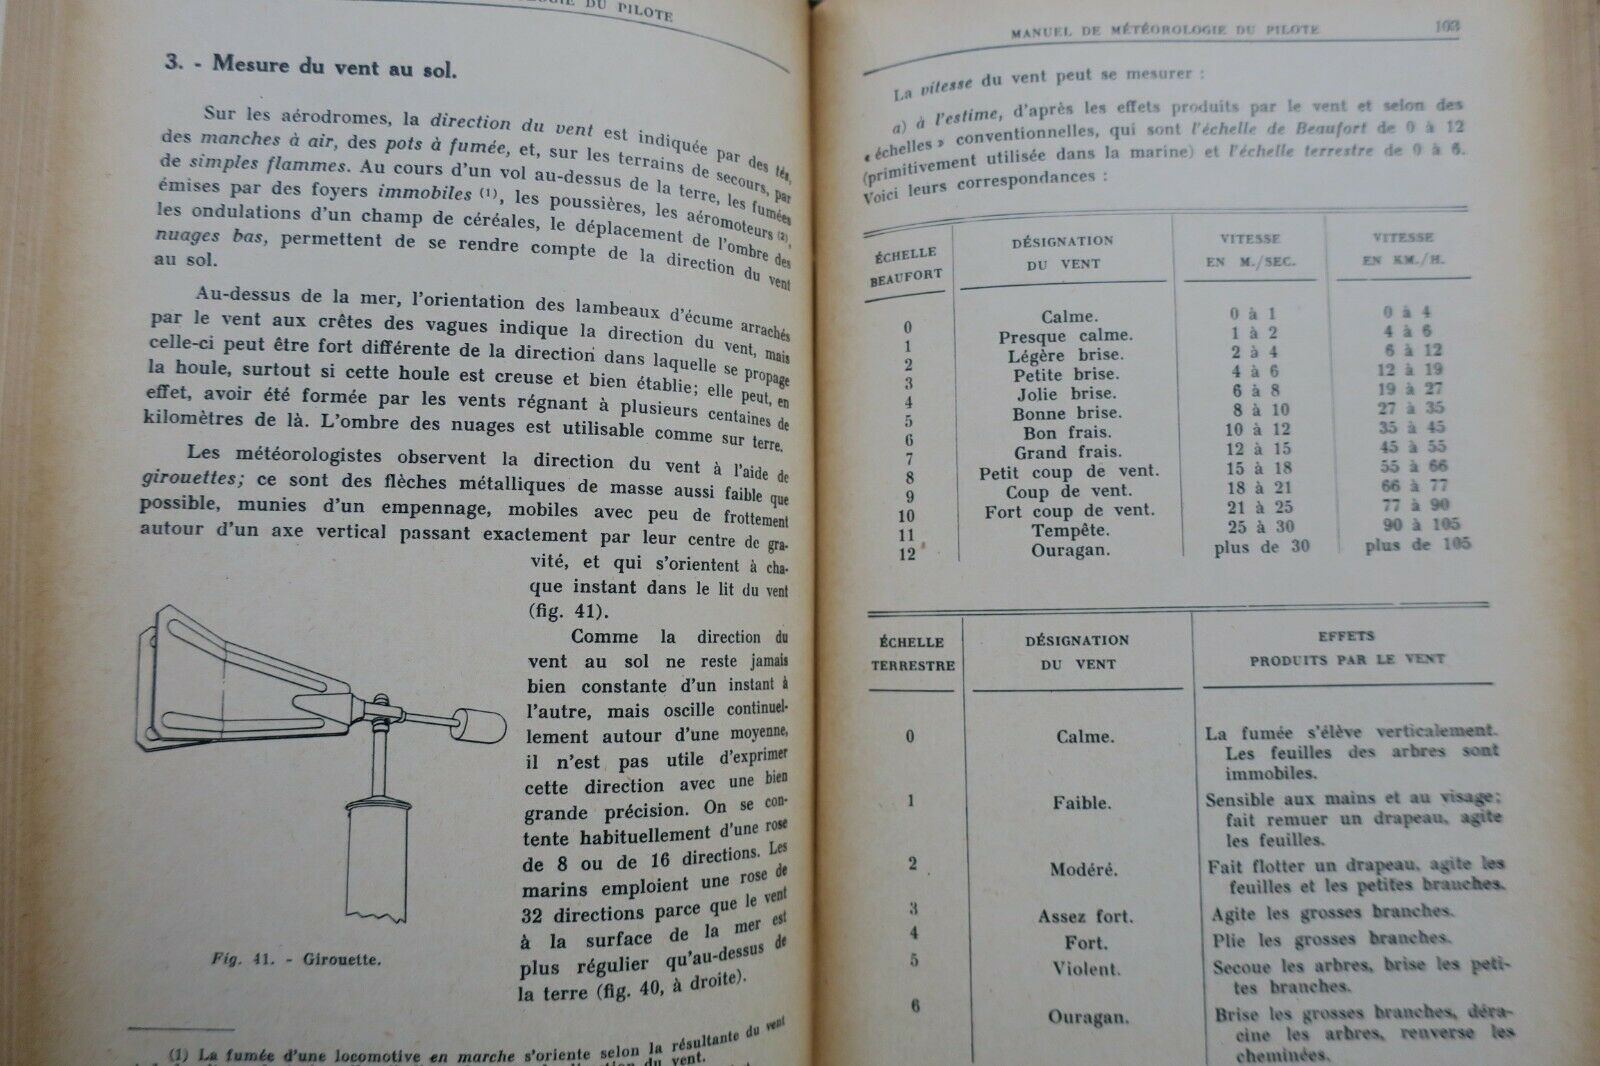 DU PILOTE
3. - Mesure du vent au sol.
Sur les aérodromes, la direction du vent est indiquée par des tés,
des manches à air, des pots à fumée, et, sur les terrains de secours, par
de simples flammes. Au cours d'un vol au-dessus de la terre, les fumées
émises par des foyers immobiles (1), les poussières, les aéromoteurs (2),
les ondulations d'un champ de céréales, le déplacement de l'ombre des
nuages bas, permettent de se rendre compte de la direction du vent
au sol.
Au-dessus de la mer, l'orientation des lambeaux d'écume arrachés
par le vent aux crêtes des vagues indique la direction du vent, mais
celle-ci peut être fort différente de la direction dans laquelle se propage
la houle, surtout si cette houle est creuse et bien établie; elle peut, en
effet, avoir été formée par les vents régnant à plusieurs centaines de
kilomètres de là. L'ombre des nuages est utilisable comme sur terre.
Les météorologistes observent la direction du vent à l'aide de
girouettes; ce sont des flèches métalliques de masse aussi faible que
possible, munies d'un empennage, mobiles avec peu de frottement
autour d'un axe vertical passant exactement par leur centre de gra-
vité, et qui s'orientent à cha-
que instant dans le lit du vent
(fig. 41).
Comme la direction du
vent au sol ne reste jamais
bien constante d'un instant à
l'autre, mais oscille continuel-
lement autour d'une moyenne,
il n'est pas utile d'exprimer
cette direction avec une bien
grande précision. On se con-
tente habituellement d'une rose
de 8 ou de 16 directions. Les
marins emploient une rose de
32 directions parce que le vent
à la surface de la mer est
plus régulier qu'au-dessus de
la terre (fig. 40, à droite).
Fig. 41. - Girouette.
(1) La fumée d'une locomotive en marche s'oriente selon la résultante du vent
du vent.
MANUEL DE MÉTÉOROLOGIE DU PILOTE 103
La vitesse du vent peut se mesurer :
a) à l'estime, d'après les effets produits par le vent et selon des
« échelles » conventionnelles, qui sont l'échelle de Beaufort de 0 à 12
(primitivement utilisée dans la marine) et l'échelle terrestre de 0 à 6.
Voici leurs correspondances :
ÉCHELLE BEAUFORT DÉSIGNATION DU VENT VITESSE EN M./SEC. VITESSE EN KM./H.
0 Calme. 0 à 1 0 à 4
1 Presque calme. 1 à 2 4 à 6
2 Légère brise. 2 à 4 6 à 12
3 Petite brise. 4 à 6 12 à 19
4 Jolie brise. 6 à 8 19 à 27
5 Bonne brise. 8 à 10 27 à 35
6 Bon frais. 10 à 12 35 à 45
7 Grand frais. 12 à 15 45 à 55
8 Petit coup de vent. 15 à 18 55 à 66
9 Coup de vent. 18 à 21 66 à 77
10 Fort coup de vent. 21 à 25 77 à 90
11 Tempête. 25 à 30 90 à 105
12 Ouragan. plus de 30 plus de 105
ÉCHELLE TERRESTRE DÉSIGNATION DU VENT EFFETS PRODUITS PAR LE VENT
0 Calme. La fumée s'élève verticalement.
Les feuilles des arbres sont
immobiles.
1 Faible. Sensible aux mains et au visage;
fait remuer un drapeau, agite
les feuilles.
2 Modéré. Fait flotter un drapeau, agite les
feuilles et les petites branches.
3 Assez fort. Agite les grosses branches.
4 Fort. Plie les grosses branches.
5 Violent. Secoue les arbres, brise les peti-
tes branches.
6 Ouragan. Brise les grosses branches, déra-
cine les arbres, renverse les
cheminées.